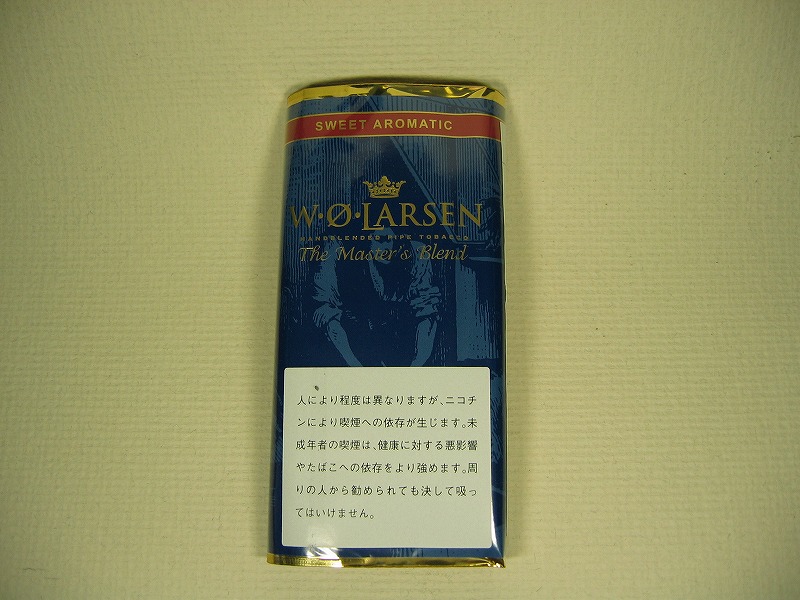 SWEET AROMATIC
W·Ø·LARSEN
HANDBLENDED PIPE TOBACCO
The Master's Blend
人により程度は異なりますが、ニコチ
ンにより喫煙への依存が生じます。未
成年者の喫煙は、健康に対する悪影響
やたばこへの依存をより強めます。周
りの人から勧められても決して吸っ
てはいけません。